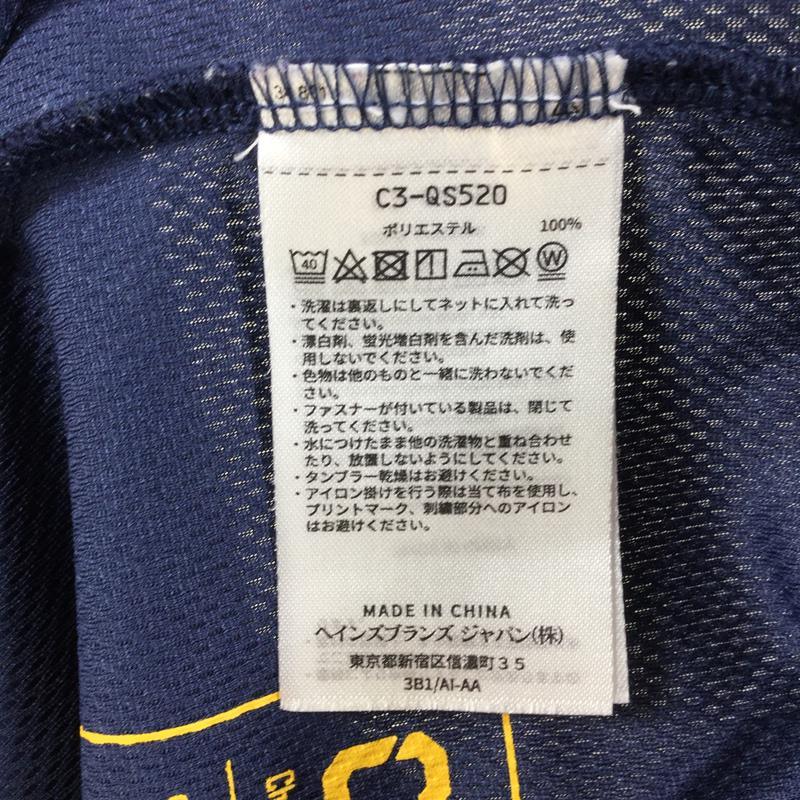 C3-QS520
ポリエステル 100%
40 W
・洗濯は裏返しにしてネットに入れて洗っ
てください。
・漂白剤、蛍光増白剤を含んだ洗剤は、使
用しないでください。
・色物は他のものと一緒に洗わないでくだ
さい。
・ファスナーが付いている製品は、閉じて
洗ってください。
・水につけたまま他の洗濯物と重ね合わせ
たり、放置しないようにしてください。
・タンブラー乾燥はお避けください。
・アイロン掛けを行う際は当て布を使用し、
プリントマーク、刺繍部分へのアイロン
はお避けください。
MADE IN CHINA
ヘインズブランズ ジャパン(株)
東京都新宿区信濃町35
3B1/AI-AA
Ch